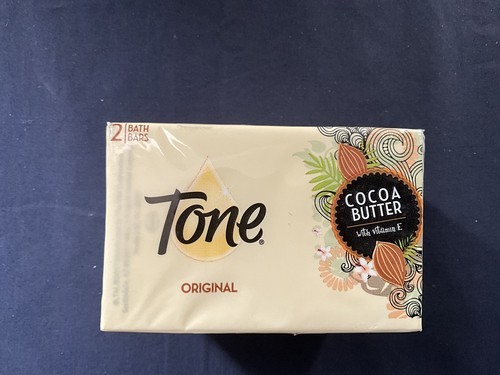 2 BATH
BARS
Tone®
ORIGINAL
COCOA
BUTTER
with Vitamin E